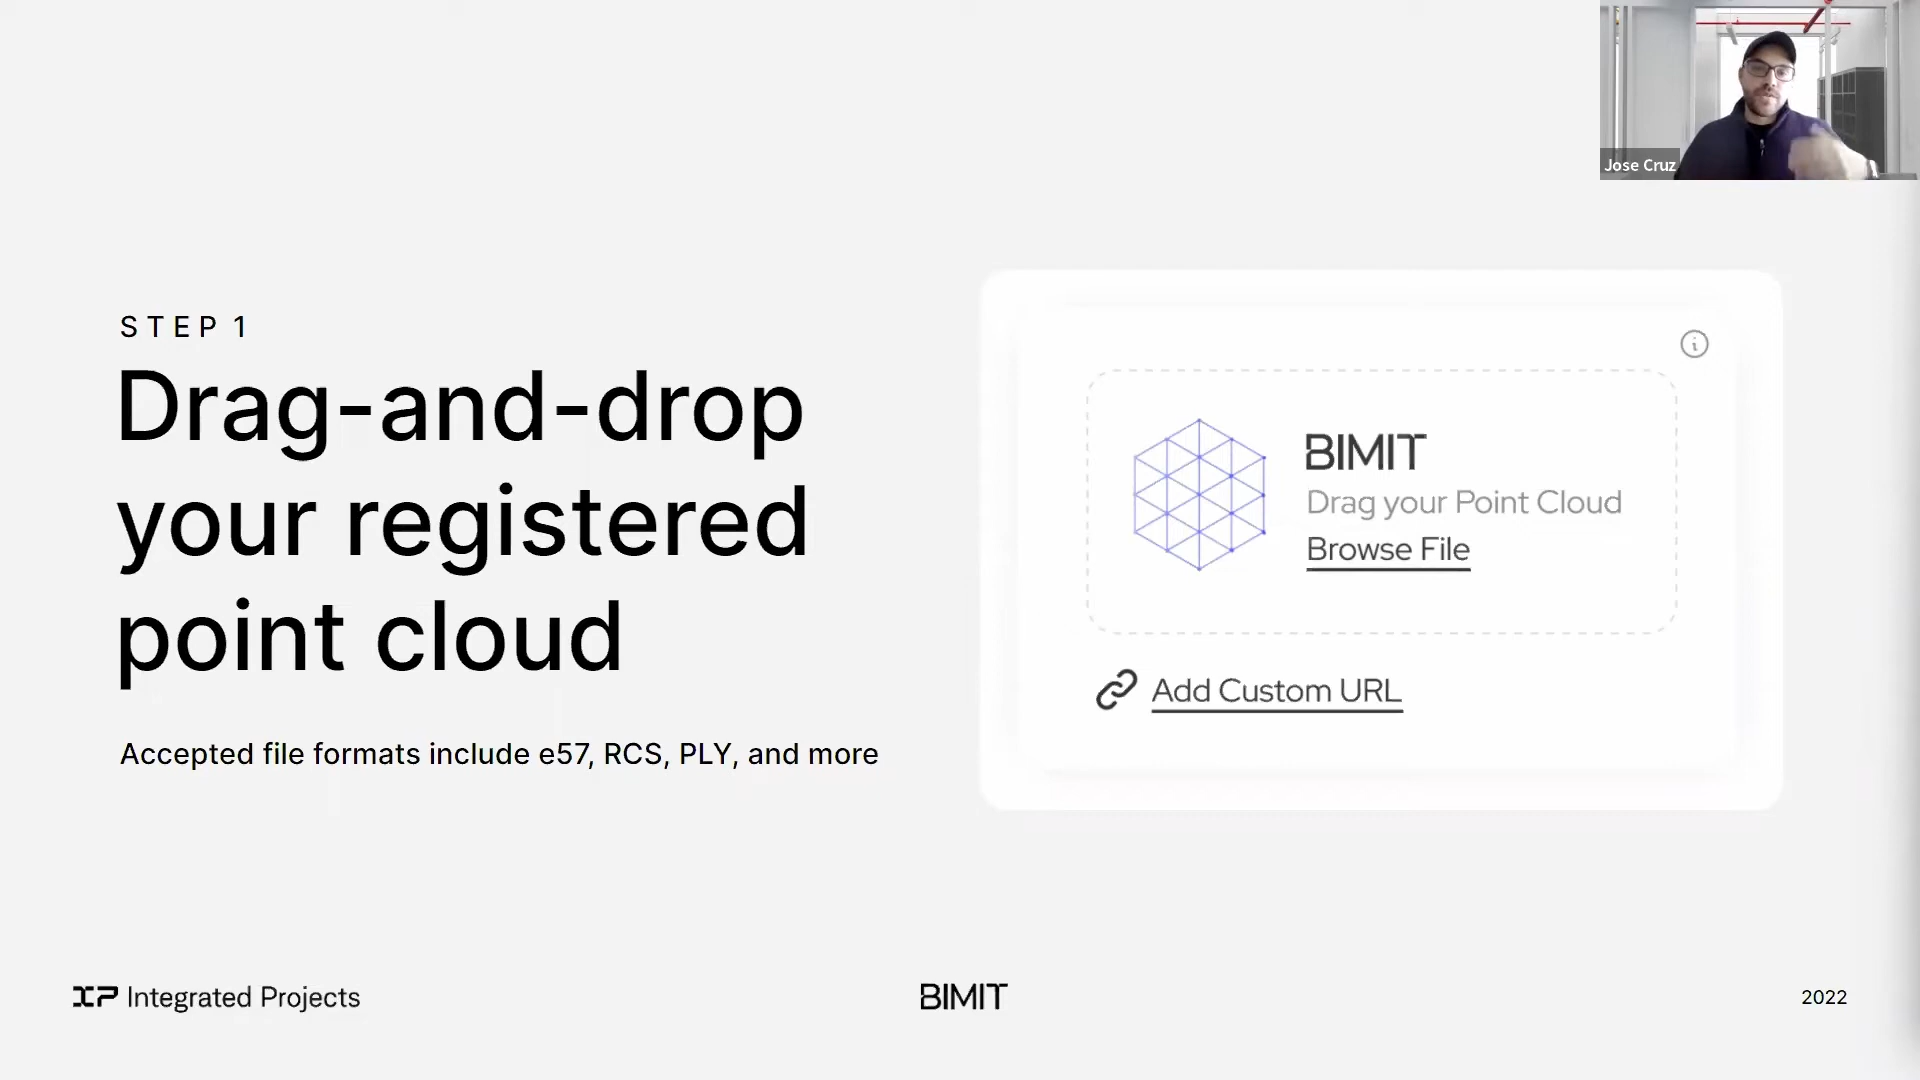 Jose Cruz
STEP 1
Drag-and-drop
your registered
point cloud
Accepted file formats include e57, RCS, PLY, and more
BIMIT
Drag your Point Cloud
Browse File
Add Custom URL
Integrated Projects
BIMIT
2022